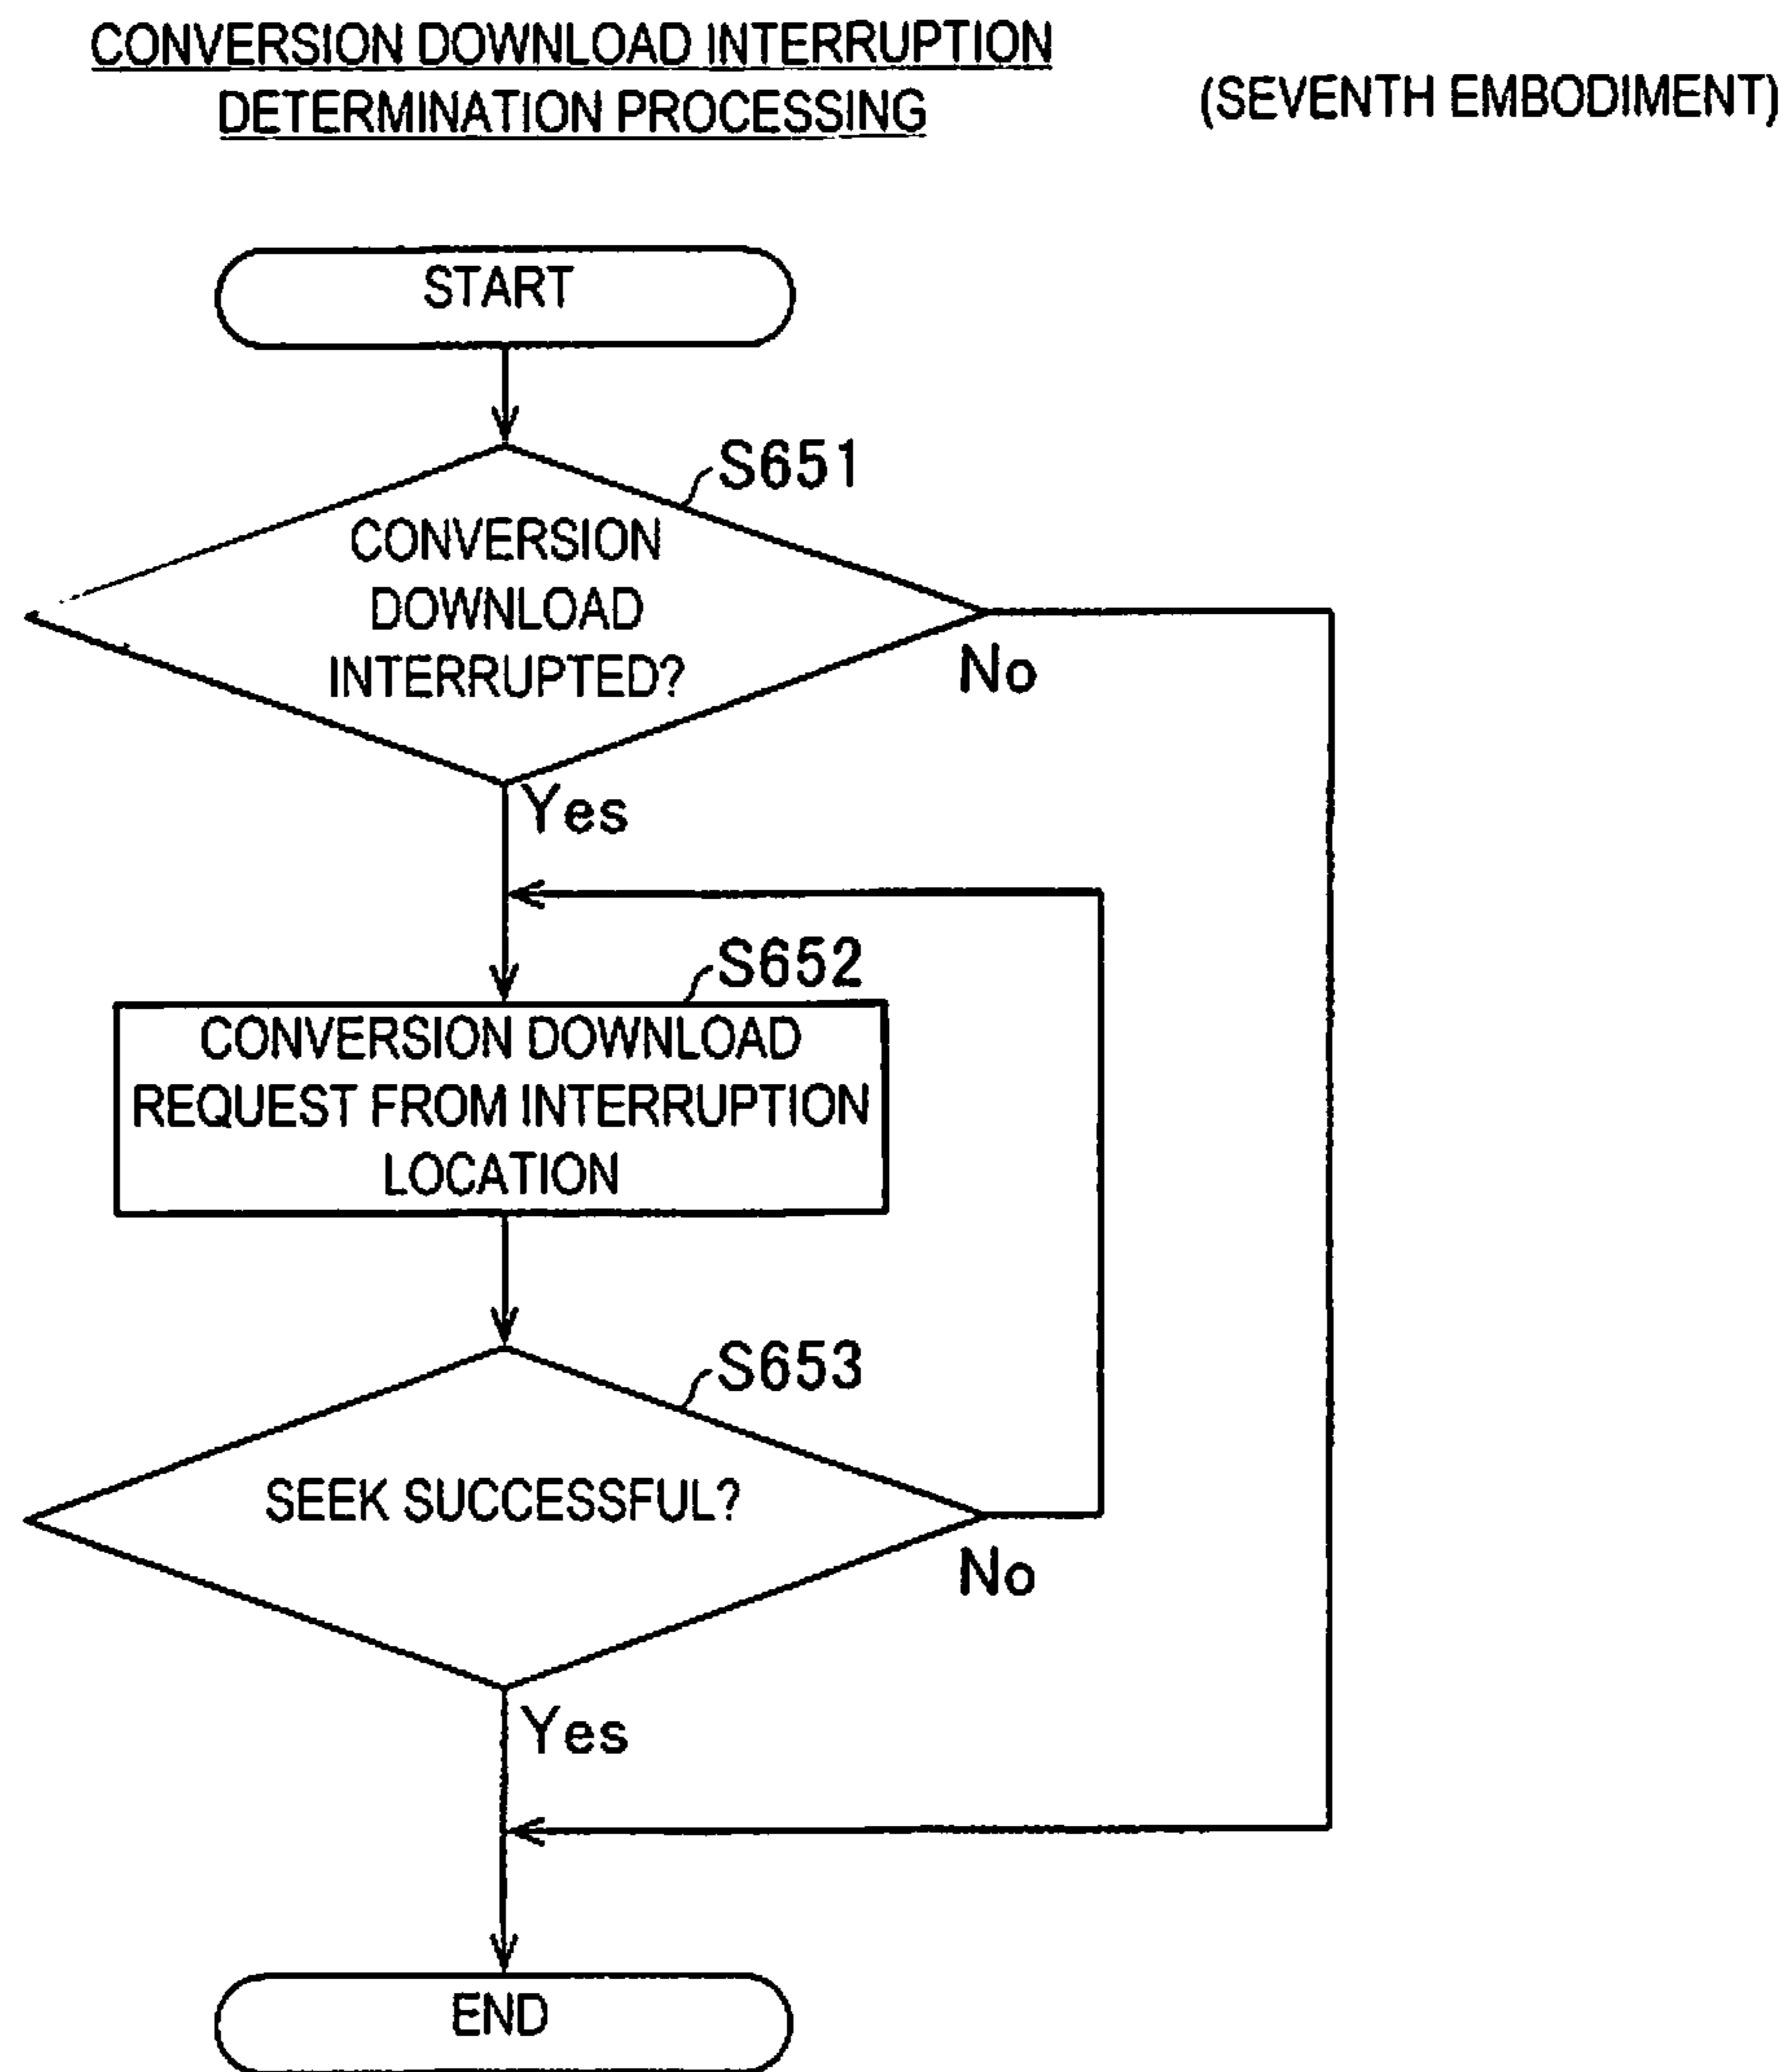 CONVERSION DOWNLOAD INTERRUPTION
DETERMINATION PROCESSING
(SEVENTH EMBODIMENT)
START
S651
CONVERSION
DOWNLOAD
INTERRUPTED?
No
Yes
S652
CONVERSION DOWNLOAD
REQUEST FROM INTERRUPTION
LOCATION
S653
SEEK SUCCESSFUL?
No
Yes
END